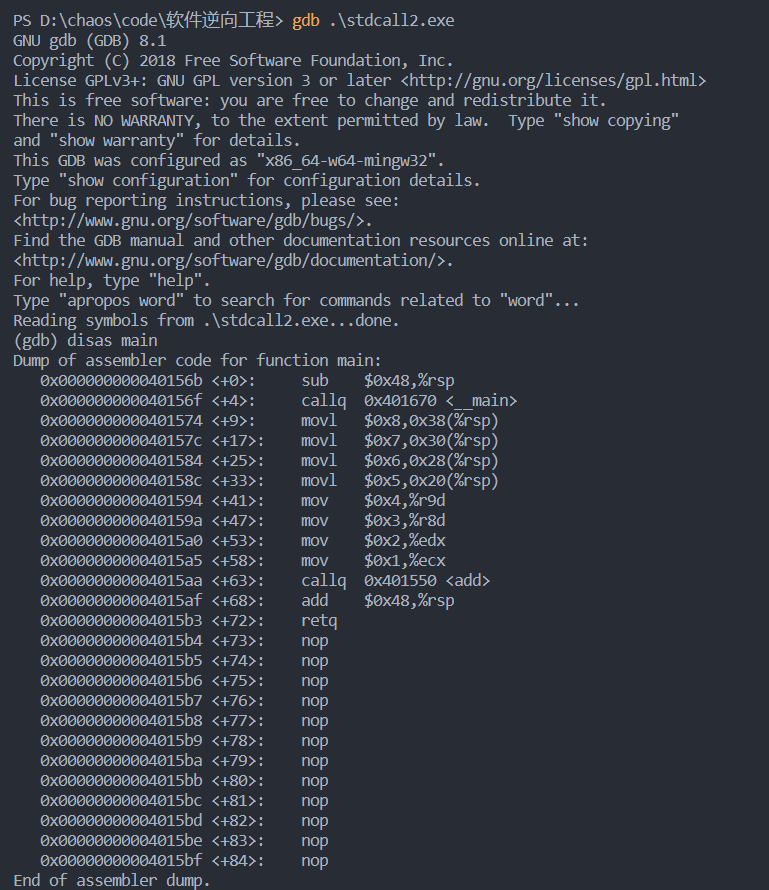 PS D:\chaos\code\软件逆向工程> gdb .\stdcall2.exe
GNU gdb (GDB) 8.1
Copyright (C) 2018 Free Software Foundation, Inc.
License GPLv3+: GNU GPL version 3 or later <http://gnu.org/licenses/gpl.html>
This is free software: you are free to change and redistribute it.
There is NO WARRANTY, to the extent permitted by law.  Type "show copying"
and "show warranty" for details.
This GDB was configured as "x86_64-w64-mingw32".
Type "show configuration" for configuration details.
For bug reporting instructions, please see:
<http://www.gnu.org/software/gdb/bugs/>.
Find the GDB manual and other documentation resources online at:
<http://www.gnu.org/software/gdb/documentation/>.
For help, type "help".
Type "apropos word" to search for commands related to "word"...
Reading symbols from .\stdcall2.exe...done.
(gdb) disas main
Dump of assembler code for function main:
   0x000000000040156b <+0>:     sub    $0x48,%rsp
   0x000000000040156f <+4>:     callq  0x401670 <__main>
   0x0000000000401574 <+9>:     movl   $0x8,0x38(%rsp)
   0x000000000040157c <+17>:    movl   $0x7,0x30(%rsp)
   0x0000000000401584 <+25>:    movl   $0x6,0x28(%rsp)
   0x000000000040158c <+33>:    movl   $0x5,0x20(%rsp)
   0x0000000000401594 <+41>:    mov    $0x4,%r9d
   0x000000000040159a <+47>:    mov    $0x3,%r8d
   0x00000000004015a0 <+53>:    mov    $0x2,%edx
   0x00000000004015a5 <+58>:    mov    $0x1,%ecx
   0x00000000004015aa <+63>:    callq  0x401550 <add>
   0x00000000004015af <+68>:    add    $0x48,%rsp
   0x00000000004015b3 <+72>:    retq
   0x00000000004015b4 <+73>:    nop
   0x00000000004015b5 <+74>:    nop
   0x00000000004015b6 <+75>:    nop
   0x00000000004015b7 <+76>:    nop
   0x00000000004015b8 <+77>:    nop
   0x00000000004015b9 <+78>:    nop
   0x00000000004015ba <+79>:    nop
   0x00000000004015bb <+80>:    nop
   0x00000000004015bc <+81>:    nop
   0x00000000004015bd <+82>:    nop
   0x00000000004015be <+83>:    nop
   0x00000000004015bf <+84>:    nop
End of assembler dump.